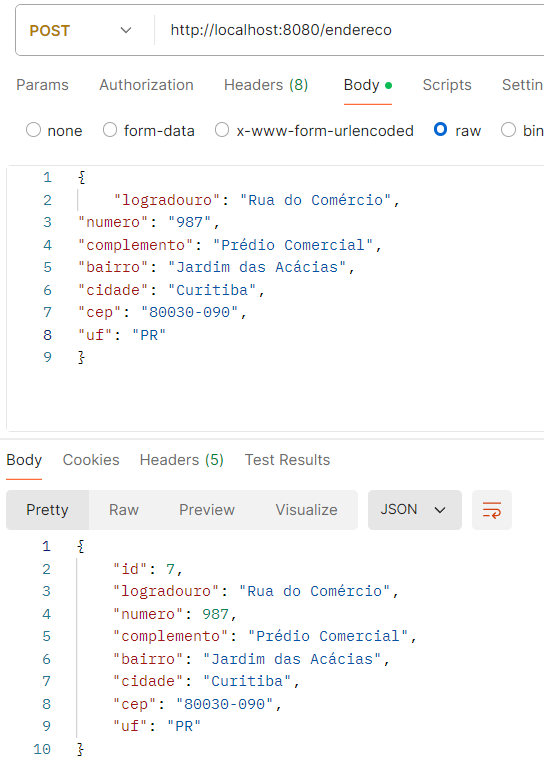 POST http://localhost:8080/endereco
Params Authorization Headers (8) Body Scripts Settin
none form-data x-www-form-urlencoded raw bin
1 {
2 "logradouro": "Rua do Comércio",
3 "numero": "987",
4 "complemento": "Prédio Comercial",
5 "bairro": "Jardim das Acácias",
6 "cidade": "Curitiba",
7 "cep": "80030-090",
8 "uf": "PR"
9 }
Body Cookies Headers (5) Test Results
Pretty Raw Preview Visualize JSON
1 {
2 "id": 7,
3 "logradouro": "Rua do Comércio",
4 "numero": 987,
5 "complemento": "Prédio Comercial",
6 "bairro": "Jardim das Acácias",
7 "cidade": "Curitiba",
8 "cep": "80030-090",
9 "uf": "PR"
10 }